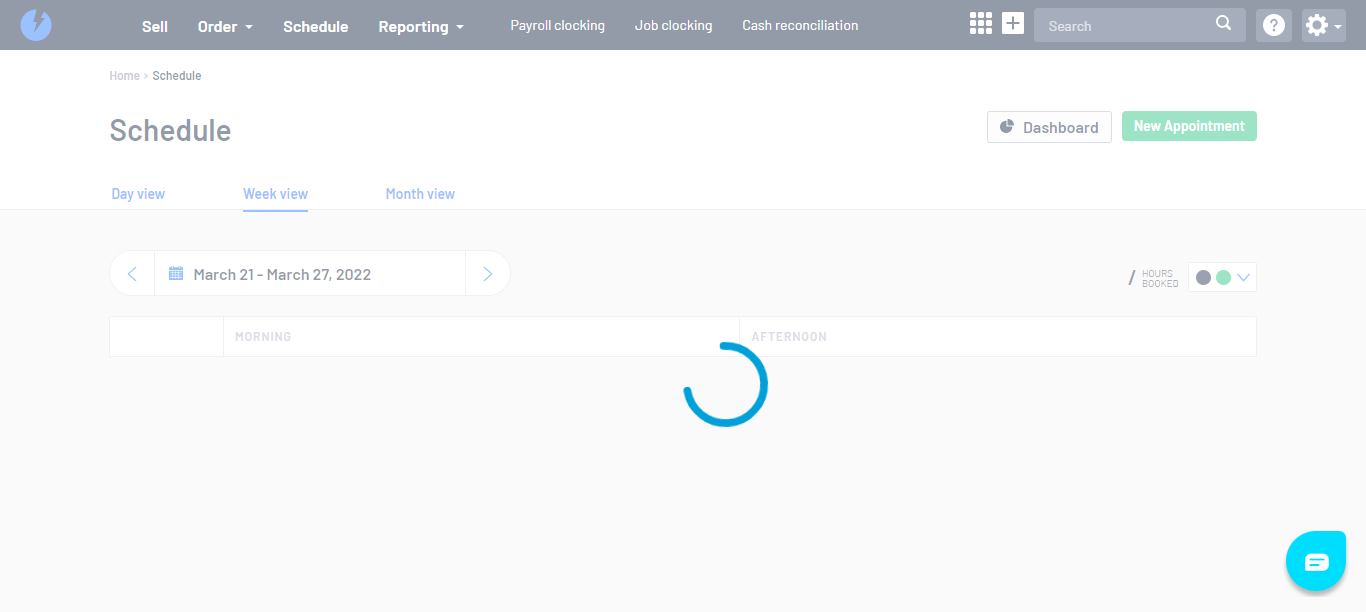 Sell Order Schedule Reporting Payroll clocking Job clocking Cash reconciliation Search ?
Home › Schedule
Schedule
Dashboard New Appointment
Day view Week view Month view
March 21 - March 27, 2022
/ HOURS
BOOKED
MORNING AFTERNOON